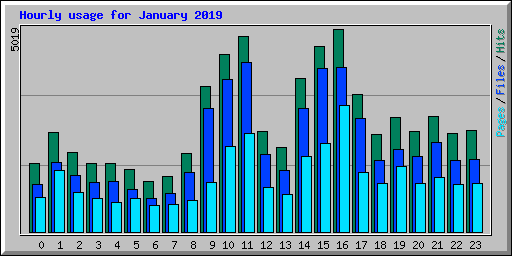 Hourly usage for January 2019
5019
Pages / Files / Hits
0 1 2 3 4 5 6 7 8 9 10 11 12 13 14 15 16 17 18 19 20 21 22 23